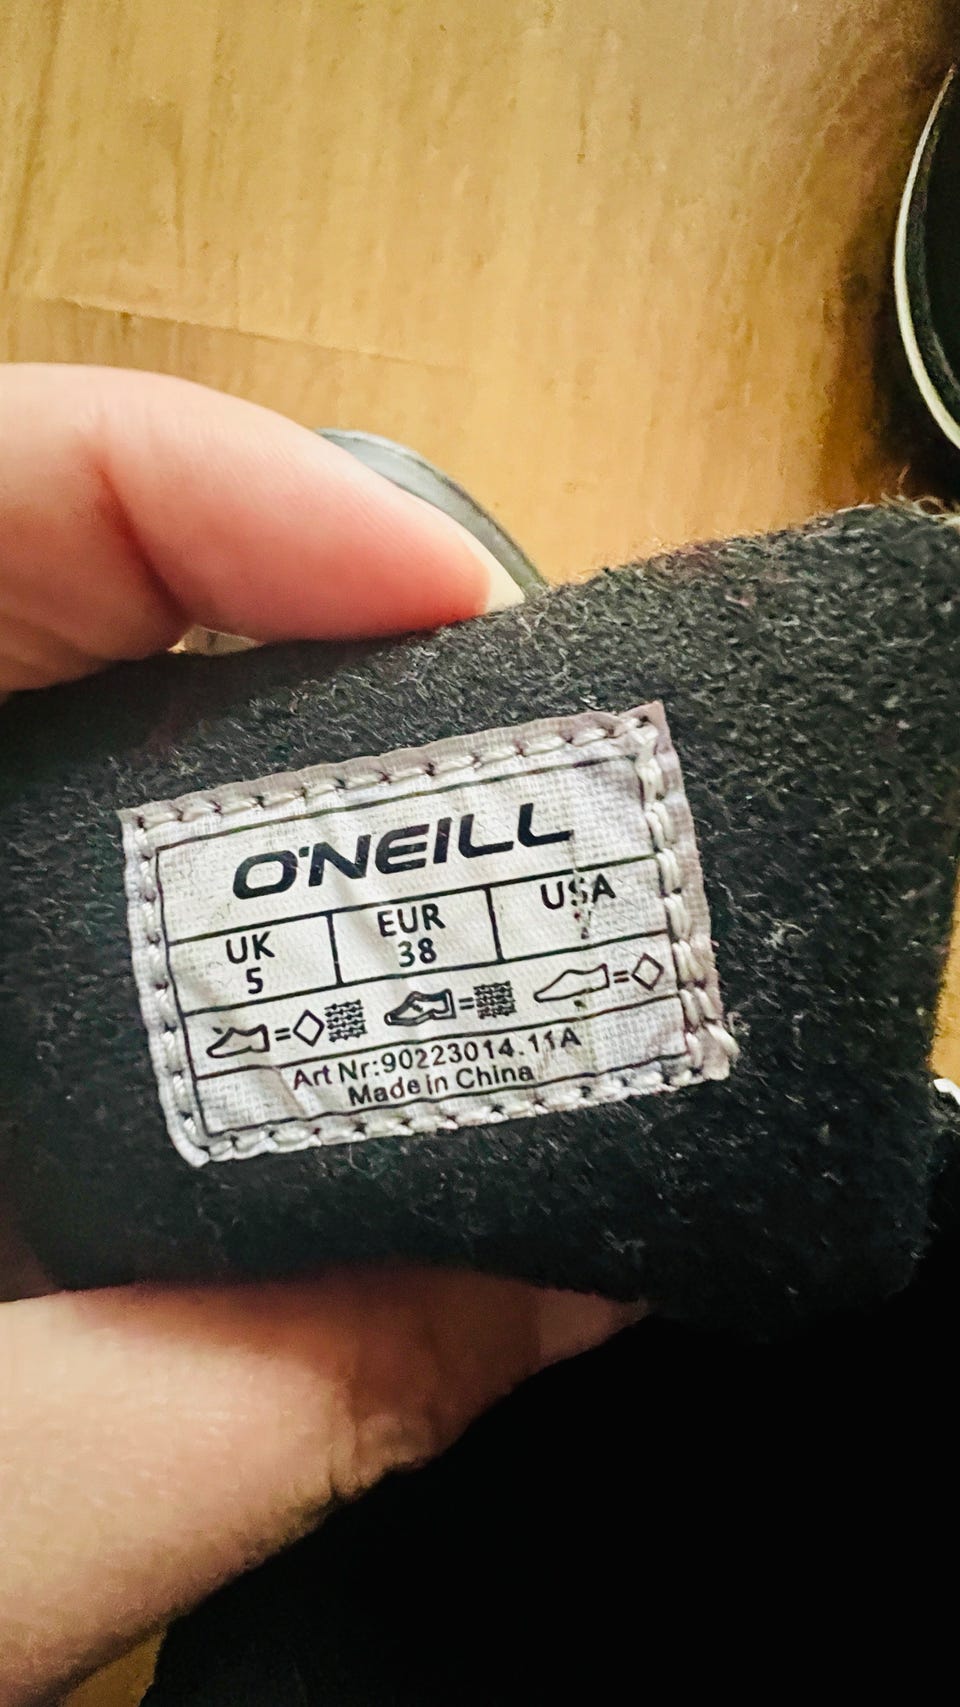 O'NEILL
UK EUR USA
5 38
Art Nr:90223014.11A
Made in China